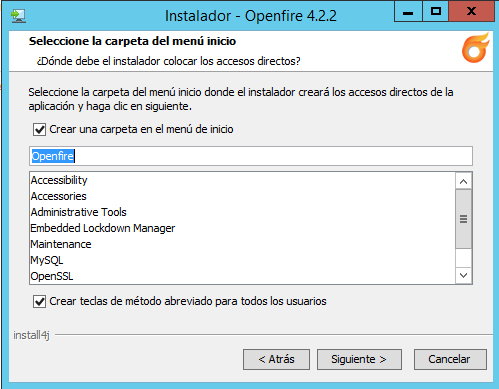 Instalador - Openfire 4.2.2
Seleccione la carpeta del menú inicio
¿Dónde debe el instalador colocar los accesos directos?
Seleccione la carpeta del menú inicio donde el instalador creará los accesos directos de la
aplicación y haga clic en siguiente.
Crear una carpeta en el menú de inicio
Openfire
Accessibility
Accessories
Administrative Tools
Embedded Lockdown Manager
Maintenance
MySQL
OpenSSL
Crear teclas de método abreviado para todos los usuarios
install4j
< Atrás
Siguiente >
Cancelar